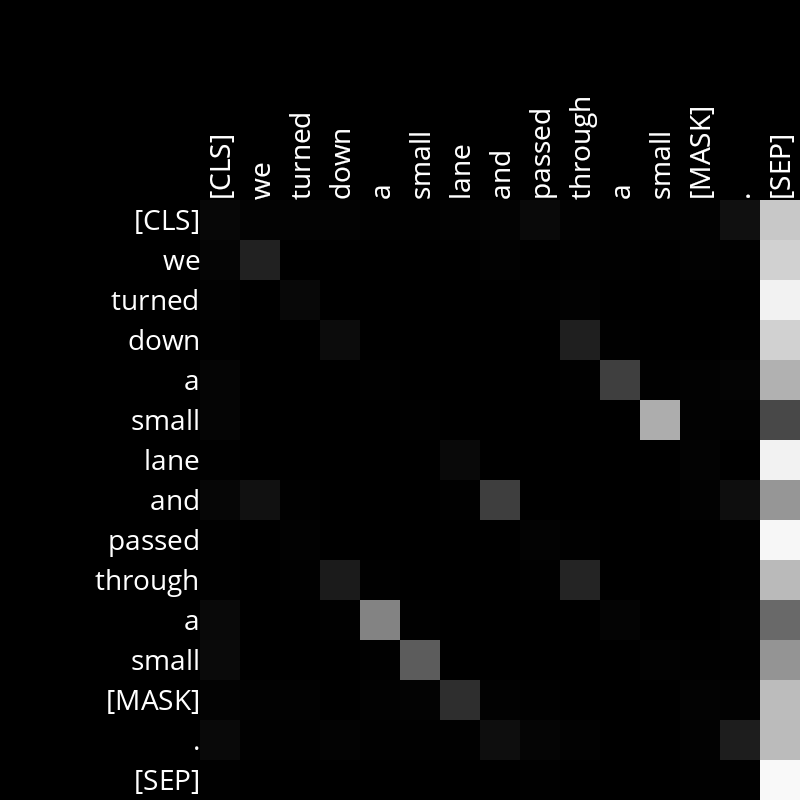 [CLS] we turned down a small lane and passed through a small [MASK] . [SEP]
[CLS]
we
turned
down
a
small
lane
and
passed
through
a
small
[MASK]
.
[SEP]